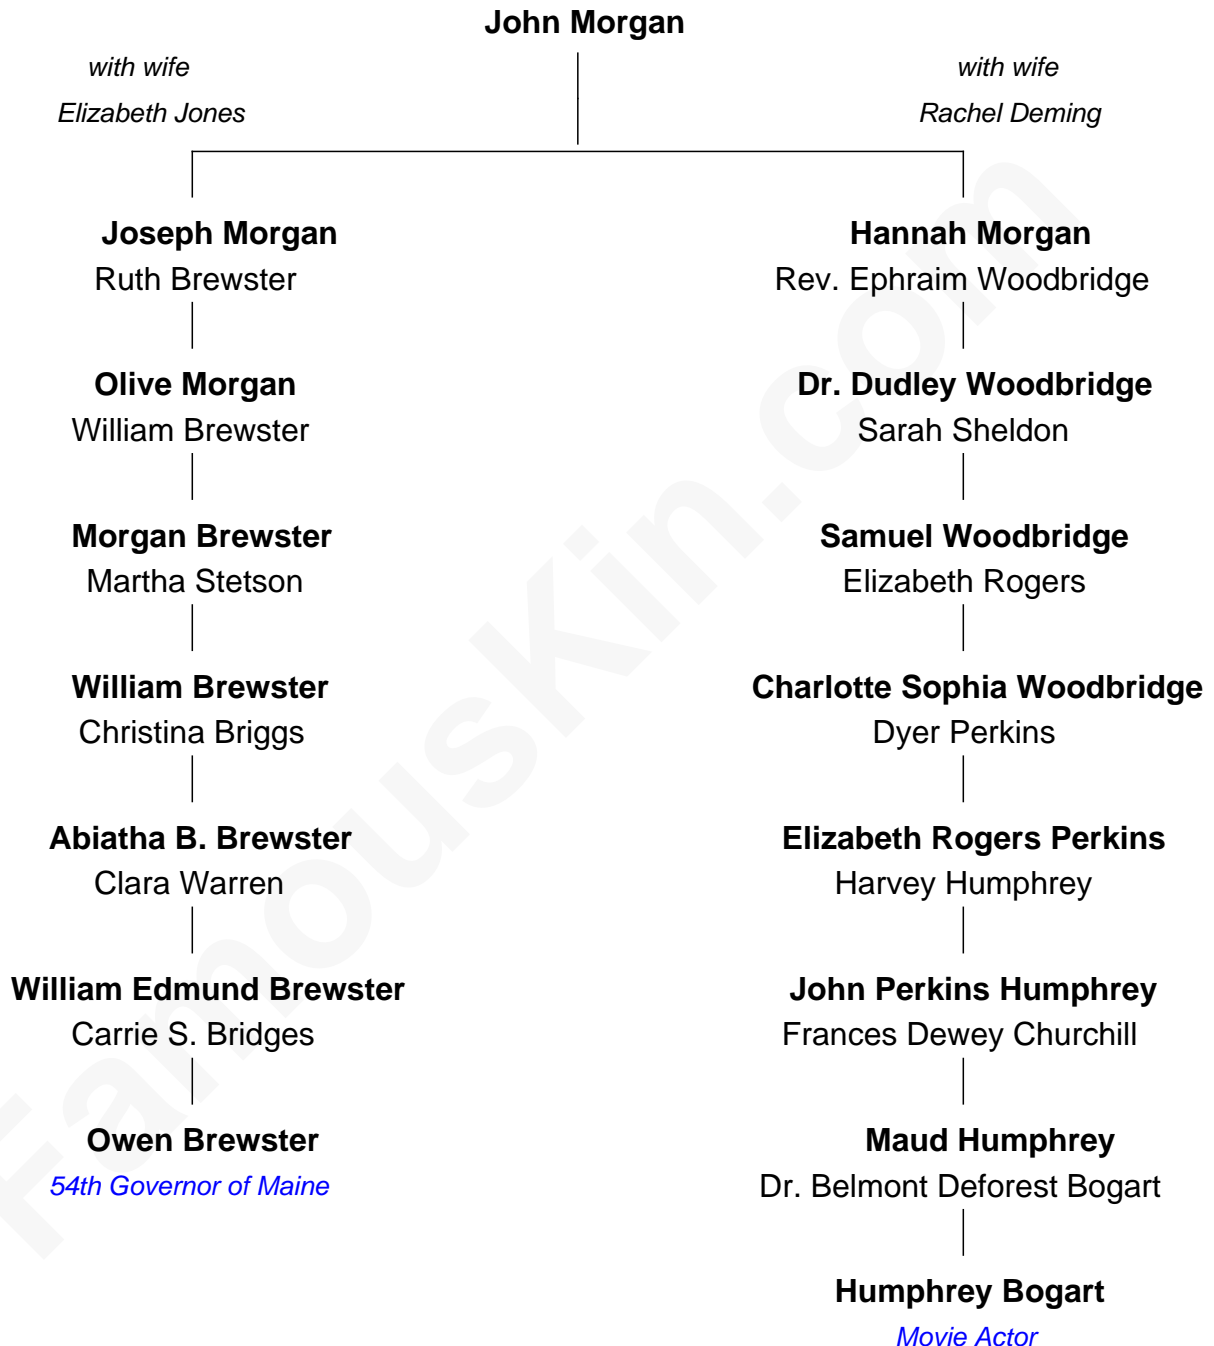 John Morgan
with wife
Elizabeth Jones
with wife
Rachel Deming
Joseph Morgan
Ruth Brewster
Hannah Morgan
Rev. Ephraim Woodbridge
Olive Morgan
William Brewster
Dr. Dudley Woodbridge
Sarah Sheldon
Morgan Brewster
Martha Stetson
Samuel Woodbridge
Elizabeth Rogers
William Brewster
Christina Briggs
Charlotte Sophia Woodbridge
Dyer Perkins
Abiatha B. Brewster
Clara Warren
Elizabeth Rogers Perkins
Harvey Humphrey
William Edmund Brewster
Carrie S. Bridges
John Perkins Humphrey
Frances Dewey Churchill
Owen Brewster
54th Governor of Maine
Maud Humphrey
Dr. Belmont Deforest Bogart
Humphrey Bogart
Movie Actor
FamousKin.com